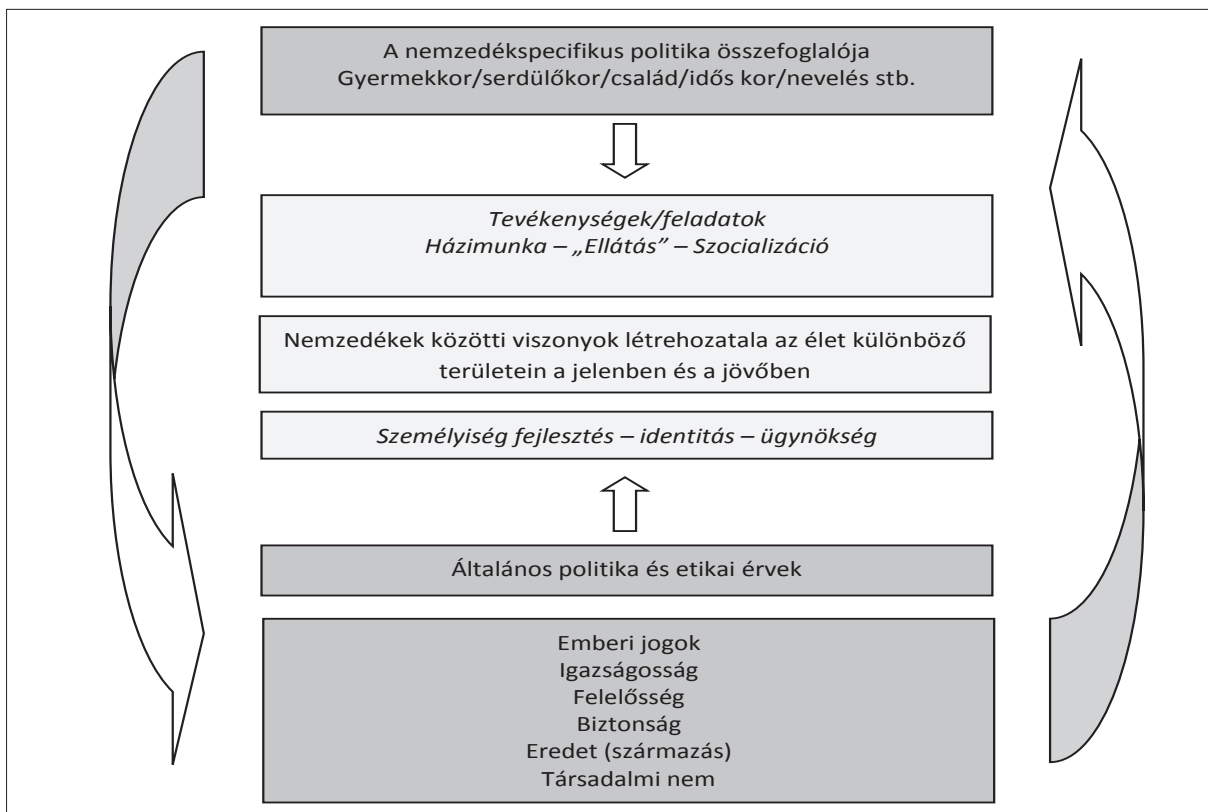 A nemzedékspecifikus politika összefoglalója
Gyermekkor/serdülőkor/család/idős kor/nevelés stb.
Tevékenységek/feladatok
Házimunka – „Ellátás” – Szocializáció
Nemzedékek közötti viszonyok létrehozatala az élet különböző
területein a jelenben és a jövőben
Személyiség fejlesztés – identitás – ügynökség
Általános politika és etikai érvek
Emberi jogok
Igazságosság
Felelősség
Biztonság
Eredet (származás)
Társadalmi nem